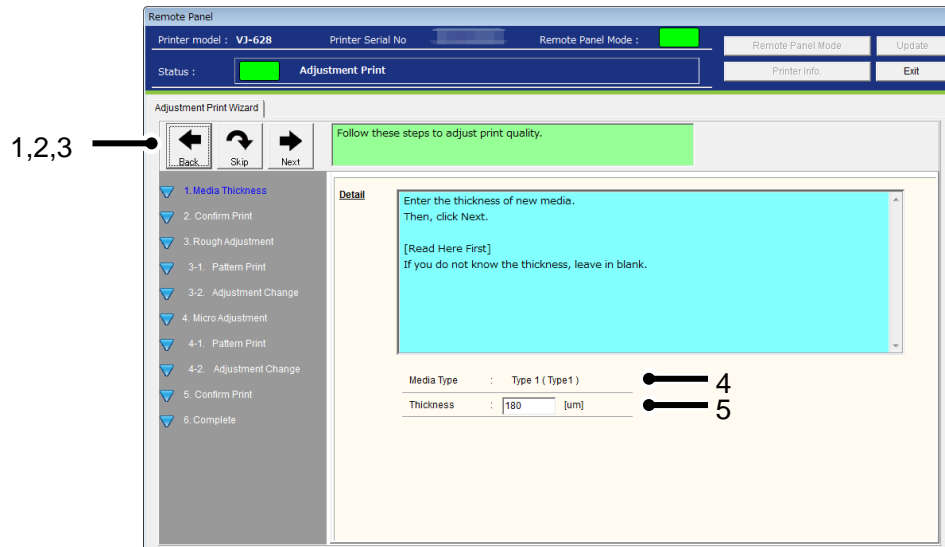 Remote Panel
Printer model : VJ-628 Printer Serial No Remote Panel Mode :
Remote Panel Mode Update
Status : Adjustment Print
Printer Info. Exit
Adjustment Print Wizard
Back Skip Next
Follow these steps to adjust print quality.
1,2,3
1. Media Thickness
2. Confirm Print
3. Rough Adjustment
3-1. Pattern Print
3-2. Adjustment Change
4. Micro Adjustment
4-1. Pattern Print
4-2. Adjustment Change
5. Confirm Print
6. Complete
Detail
Enter the thickness of new media.
Then, click Next.
[Read Here First]
If you do not know the thickness, leave in blank.
Media Type : Type 1 ( Type1 ) 4
Thickness : 180 [um] 5